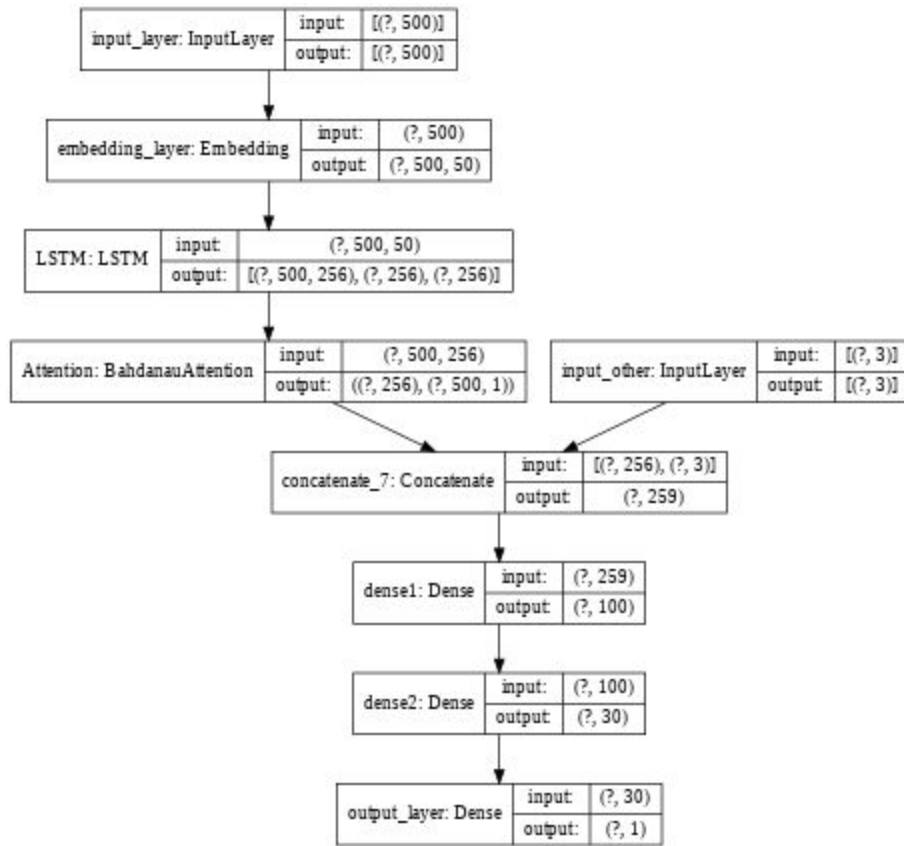 input_layer: InputLayer input: [(?, 500)]
output: [(?, 500)]
embedding_layer: Embedding input: (?, 500)
output: (?, 500, 50)
LSTM: LSTM input: (?, 500, 50)
output: [(?, 500, 256), (?, 256), (?, 256)]
Attention: BahdanauAttention input: (?, 500, 256)
output: ((?, 256), (?, 500, 1))
input_other: InputLayer input: [(?, 3)]
output: [(?, 3)]
concatenate_7: Concatenate input: [(?, 256), (?, 3)]
output: (?, 259)
dense1: Dense input: (?, 259)
output: (?, 100)
dense2: Dense input: (?, 100)
output: (?, 30)
output_layer: Dense input: (?, 30)
output: (?, 1)